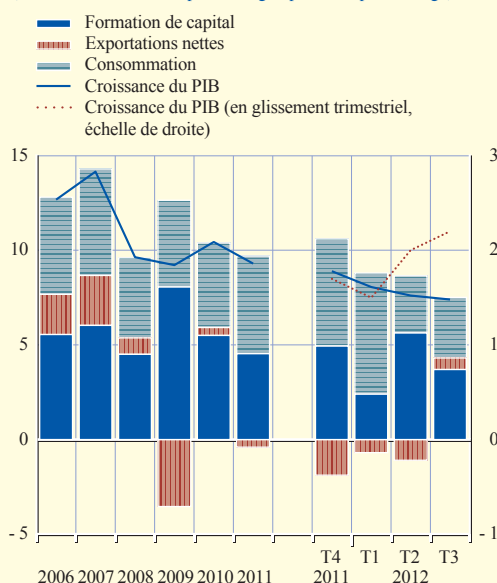 Formation de capital
Exportations nettes
Consommation
Croissance du PIB
Croissance du PIB (en glissement trimestriel,
échelle de droite)
15 3
10 2
5 1
0 0
- 5 - 1
T4 T1 T2 T3
2006 2007 2008 2009 2010 2011 2011 2012